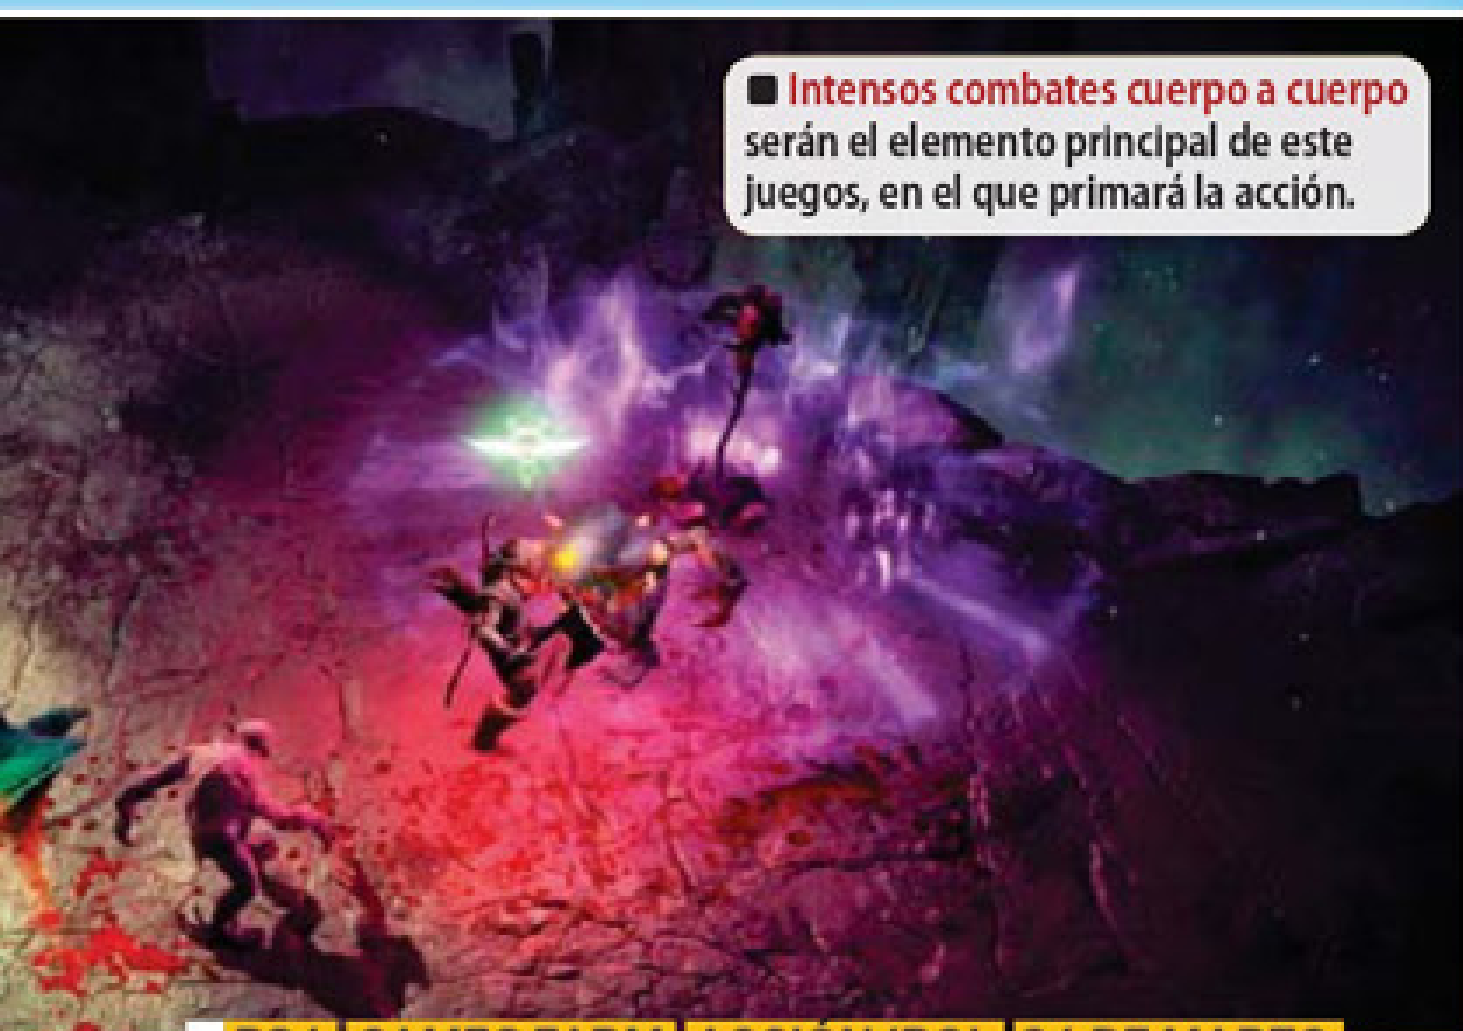 ■ Intensos combates cuerpo a cuerpo
serán el elemento principal de este
juegos, en el que primará la acción.